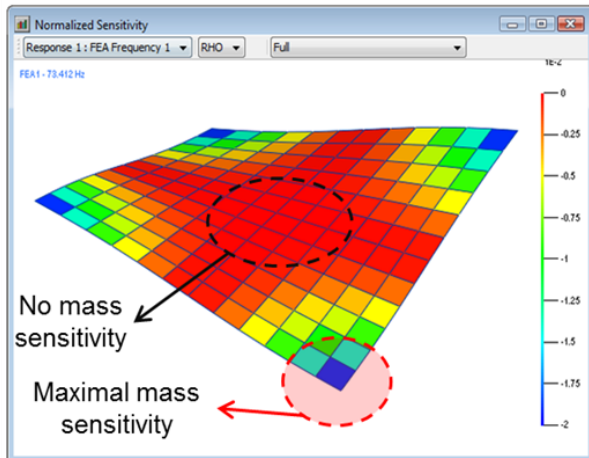 Normalized Sensitivity
Response 1 : FEA Frequency 1 RHO Full
FEA1 - 73.412 Hz
1E-2
0
-0.25
-0.5
-0.75
-1
-1.25
-1.5
-1.75
-2
No mass
sensitivity
Maximal mass
sensitivity